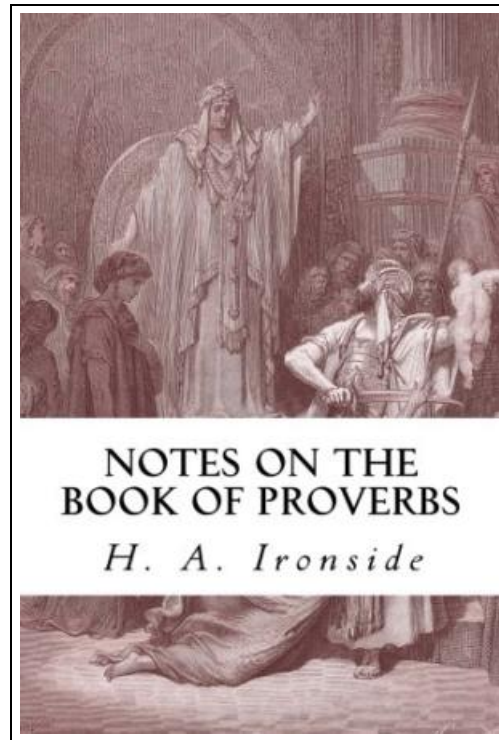 NOTES ON THE
BOOK OF PROVERBS
H. A. Ironside